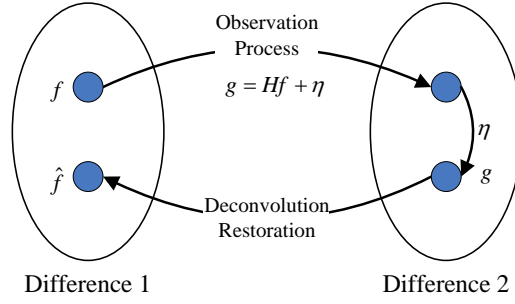 Observation
Process
g = Hf + η
f
η
f̂
g
Deconvolution
Restoration
Difference 1
Difference 2